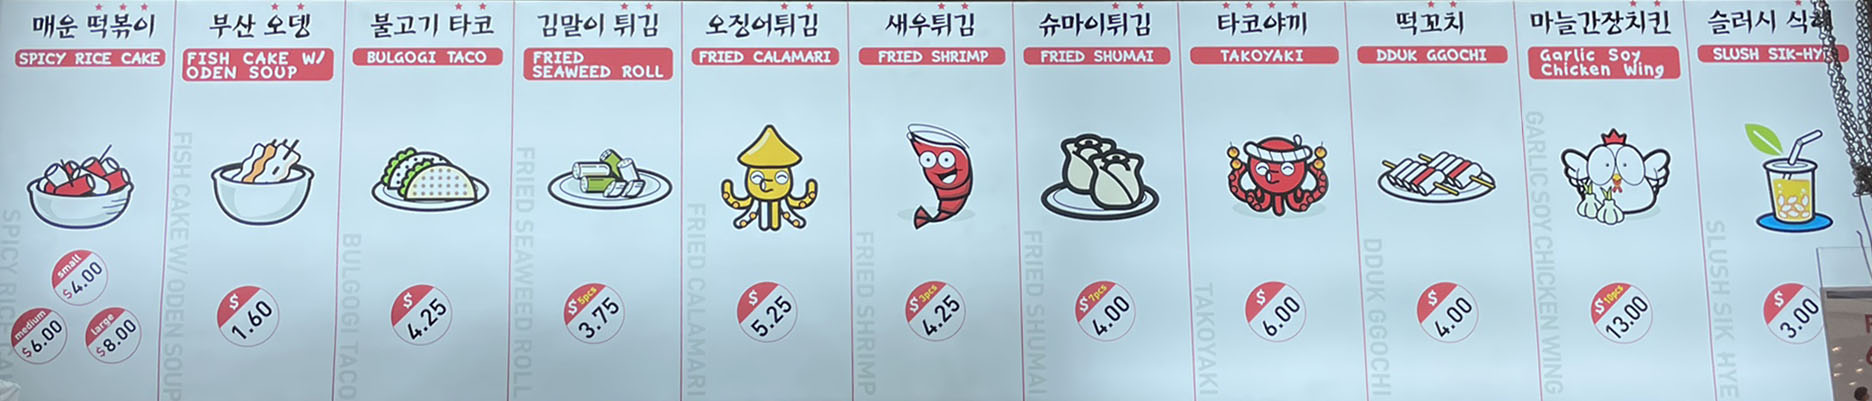 매운 떡볶이
SPICY RICE CAKE
SPICY RICE CAKE
small
$4.00
medium
$6.00
large
$8.00
부산 오뎅
FISH CAKE W/
ODEN SOUP
FISH CAKE W/ ODEN SOUP
$
1.60
불고기 타코
BULGOGI TACO
BULGOGI TACO
$
4.25
김말이 튀김
FRIED
SEAWEED ROLL
FRIED SEAWEED ROLL
$ 5pcs
3.75
오징어튀김
FRIED CALAMARI
FRIED CALAMARI
$
5.25
새우튀김
FRIED SHRIMP
FRIED SHRIMP
$ 3pcs
4.25
슈마이튀김
FRIED SHUMAI
FRIED SHUMAI
$ 7pcs
4.00
타코야끼
TAKOYAKI
TAKOYAKI
$
6.00
떡꼬치
DDUK GGOCHI
DDUK GGOCHI
$
4.00
마늘간장치킨
Garlic Soy
Chicken Wing
GARLIC SOY CHICKEN WING
$ 10pcs
13.00
슬러시 식혜
SLUSH SIK-HYE
SLUSH SIK HYE
$
3.00